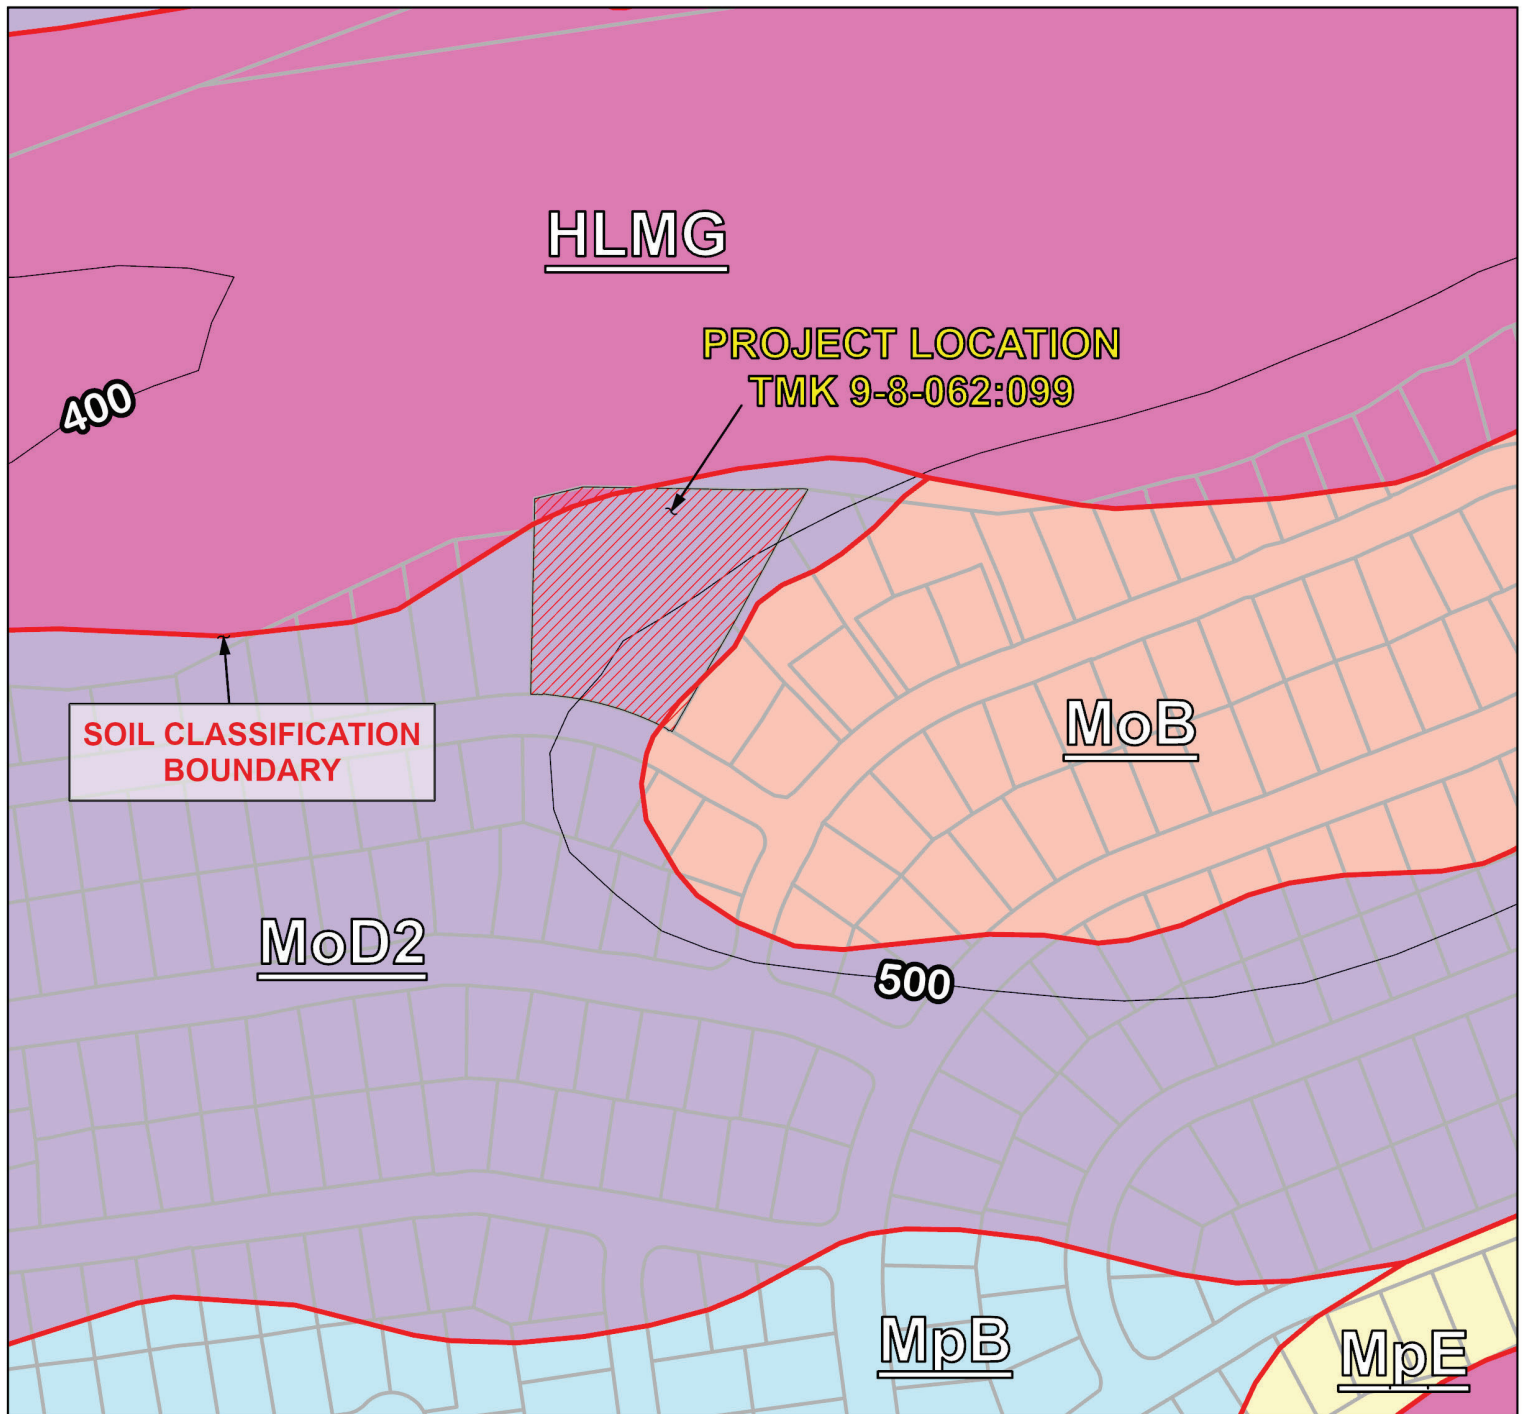 HLMG
PROJECT LOCATION
TMK 9-8-062:099
400
MoB
SOIL CLASSIFICATION
BOUNDARY
MoD2
500
MpB
MpE